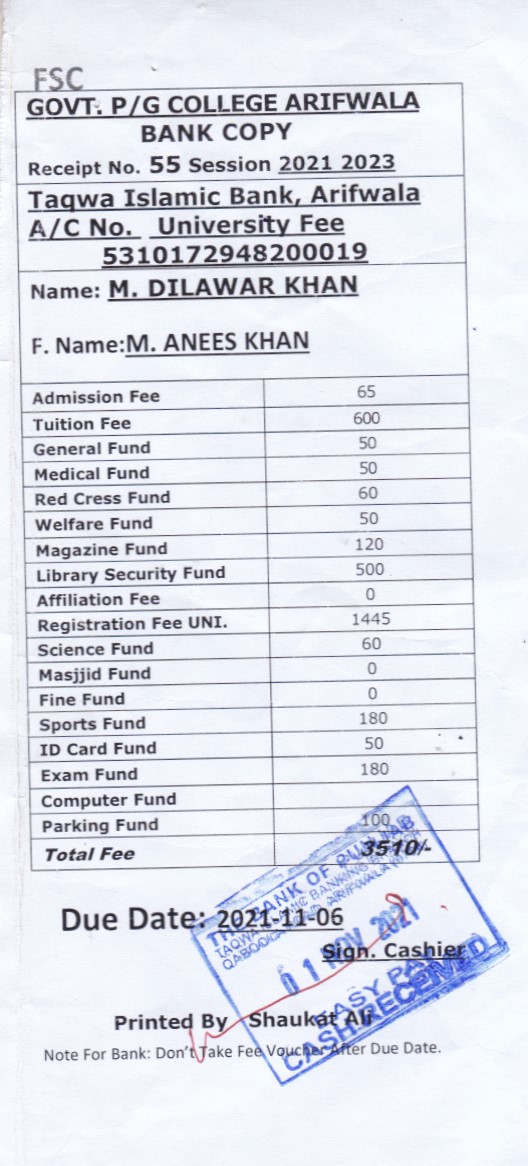 FSC
GOVT. P/G COLLEGE ARIFWALA
BANK COPY
Receipt No. 55 Session 2021 2023
Taqwa Islamic Bank, Arifwala
A/C No. University Fee
5310172948200019
Name: M. DILAWAR KHAN
F. Name:M. ANEES KHAN
Admission Fee 65
Tuition Fee 600
General Fund 50
Medical Fund 50
Red Cress Fund 60
Welfare Fund 50
Magazine Fund 120
Library Security Fund 500
Affiliation Fee 0
Registration Fee UNI. 1445
Science Fund 60
Masjjid Fund 0
Fine Fund 0
Sports Fund 180
ID Card Fund 50
Exam Fund 180
Computer Fund
Parking Fund 100
Total Fee 3510/-
THE BANK OF PUNJAB
TAQWA ISLAMIC BANKING BRANCH
ARIFWALA
Due Date: 2021-11-06
01 NOV 2021
Sign. Cashier
EASY PAY
CASH RECEIVED
Printed By Shaukat Ali
Note For Bank: Don't Take Fee Voucher After Due Date.